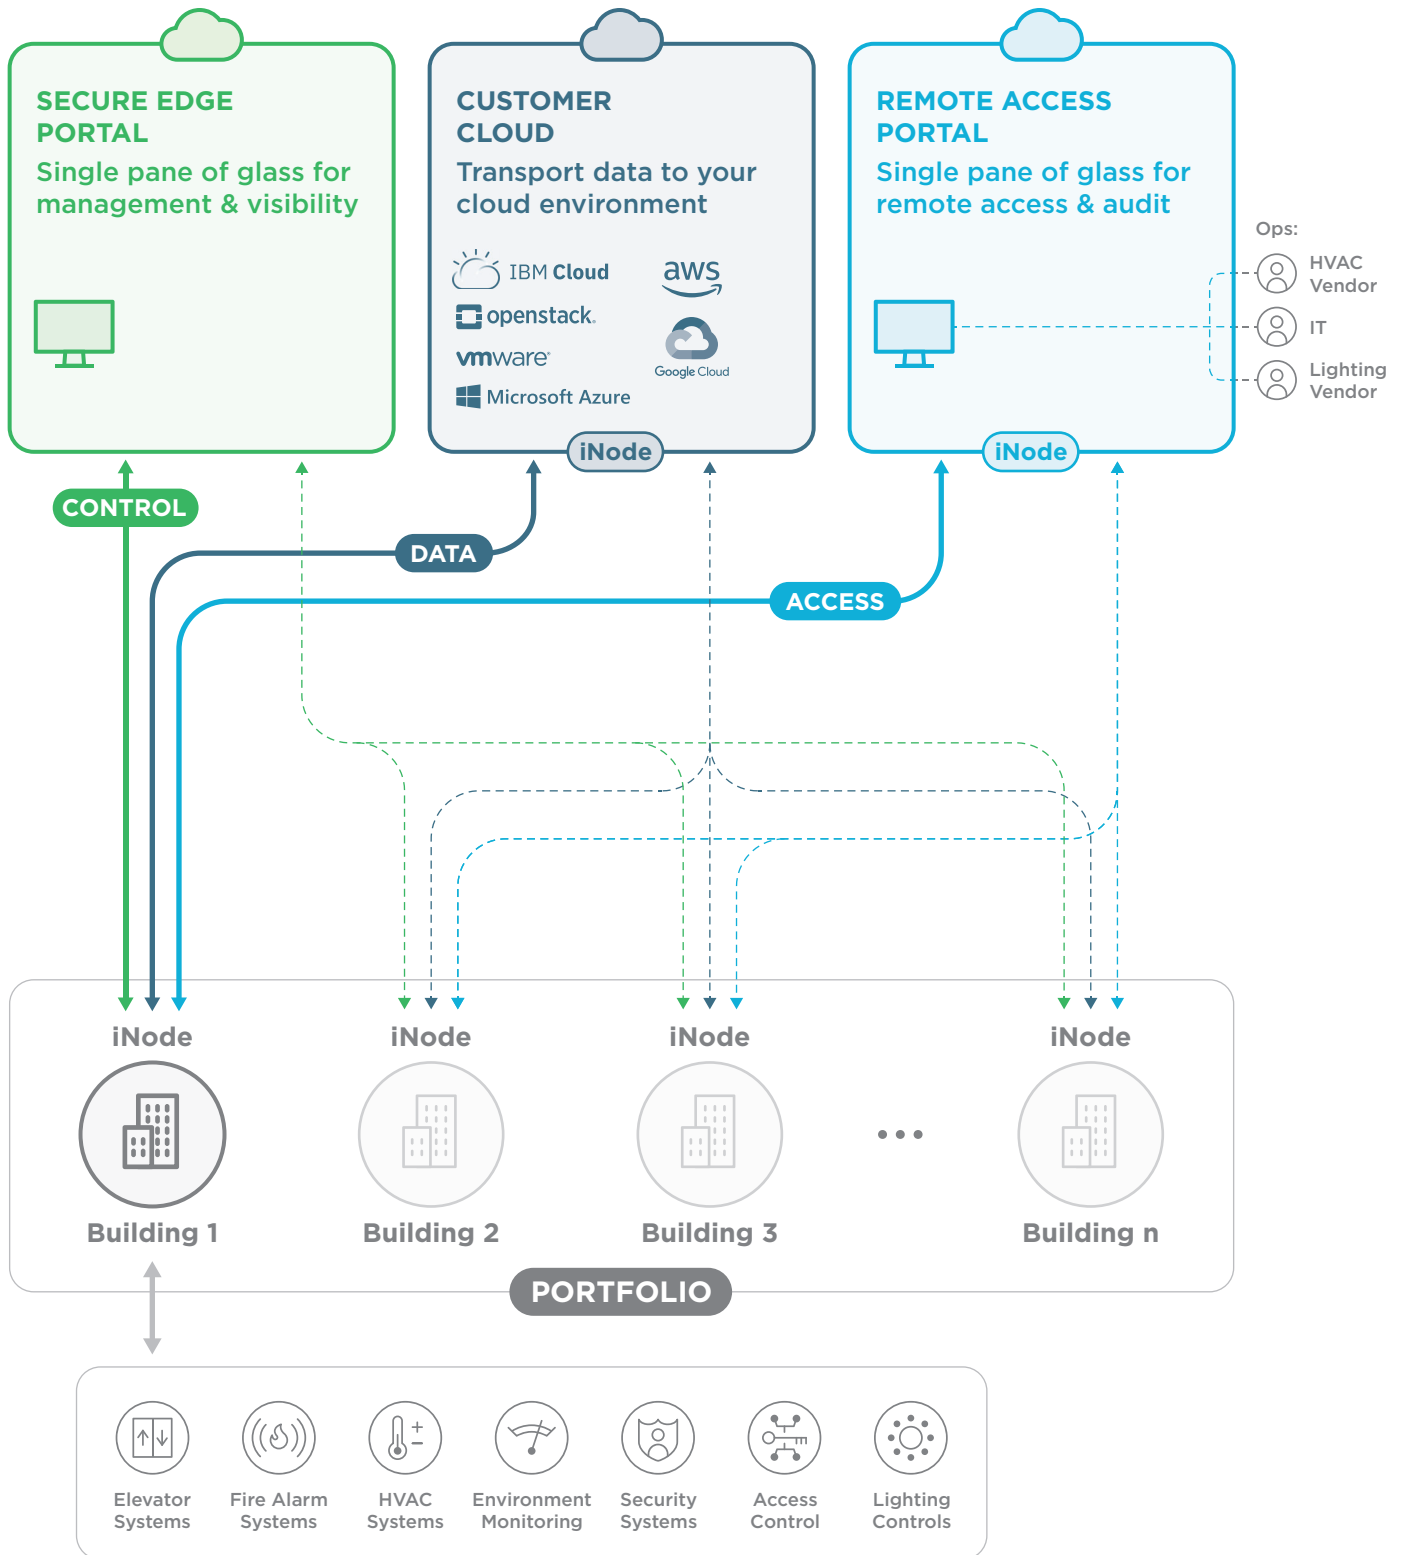 SECURE EDGE
PORTAL
Single pane of glass for
management & visibility
CUSTOMER
CLOUD
Transport data to your
cloud environment
IBM Cloud
aws
openstack.
vmware®
Google Cloud
Microsoft Azure
iNode
REMOTE ACCESS
PORTAL
Single pane of glass for
remote access & audit
iNode
Ops:
HVAC
Vendor
IT
Lighting
Vendor
CONTROL
DATA
ACCESS
iNode
iNode
iNode
iNode
Building 1
Building 2
Building 3
Building n
PORTFOLIO
Elevator
Systems
Fire Alarm
Systems
HVAC
Systems
Environment
Monitoring
Security
Systems
Access
Control
Lighting
Controls